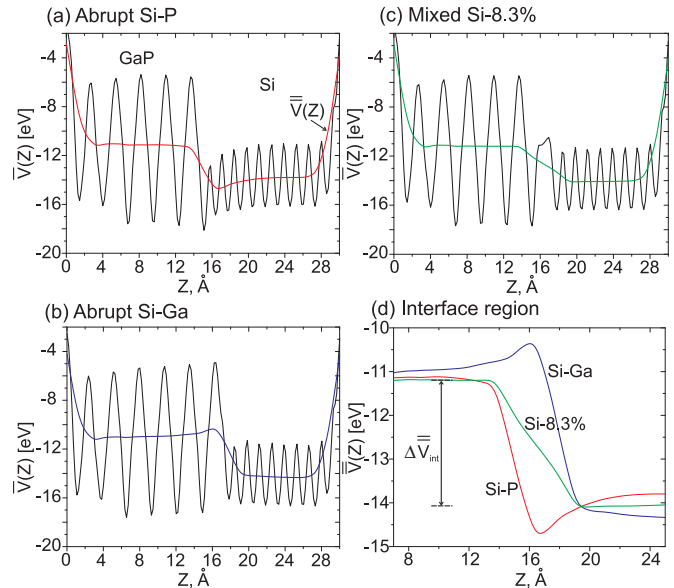 (a) Abrupt Si-P
-4
-8
-12
-16
-20
V̅(Z) [eV]
GaP
Si
V̿(Z)
0 4 8 12 16 20 24 28
Z, Å
(c) Mixed Si-8.3%
-4
-8
-12
-16
-20
V̅(Z) [eV]
0 4 8 12 16 20 24 28
Z, Å
(b) Abrupt Si-Ga
-4
-8
-12
-16
-20
V̅(Z) [eV]
0 4 8 12 16 20 24 28
Z, Å
(d) Interface region
-10
-11
-12
-13
-14
-15
V̿(Z) [eV]
Si-Ga
Si-8.3%
ΔV̿int
Si-P
8 12 16 20 24
Z, Å